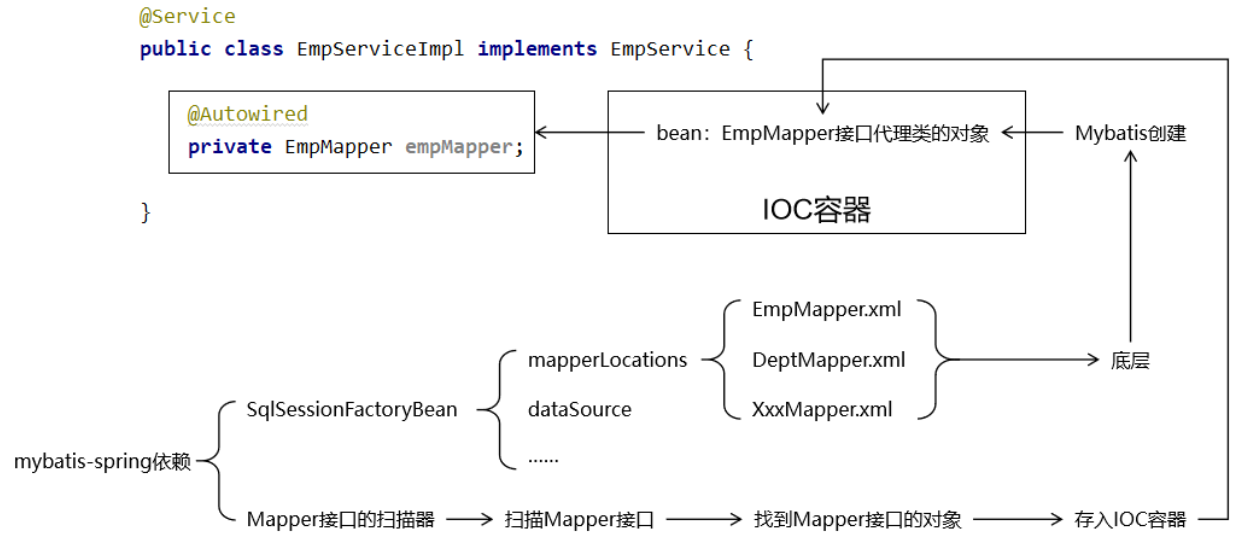 @Service
public class EmpServiceImpl implements EmpService {
@Autowired
private EmpMapper empMapper;
}
bean：EmpMapper接口代理类的对象
IOC容器
Mybatis创建
mybatis-spring依赖
SqlSessionFactoryBean
mapperLocations
EmpMapper.xml
DeptMapper.xml
XxxMapper.xml
底层
dataSource
......
Mapper接口的扫描器
扫描Mapper接口
找到Mapper接口的对象
存入IOC容器